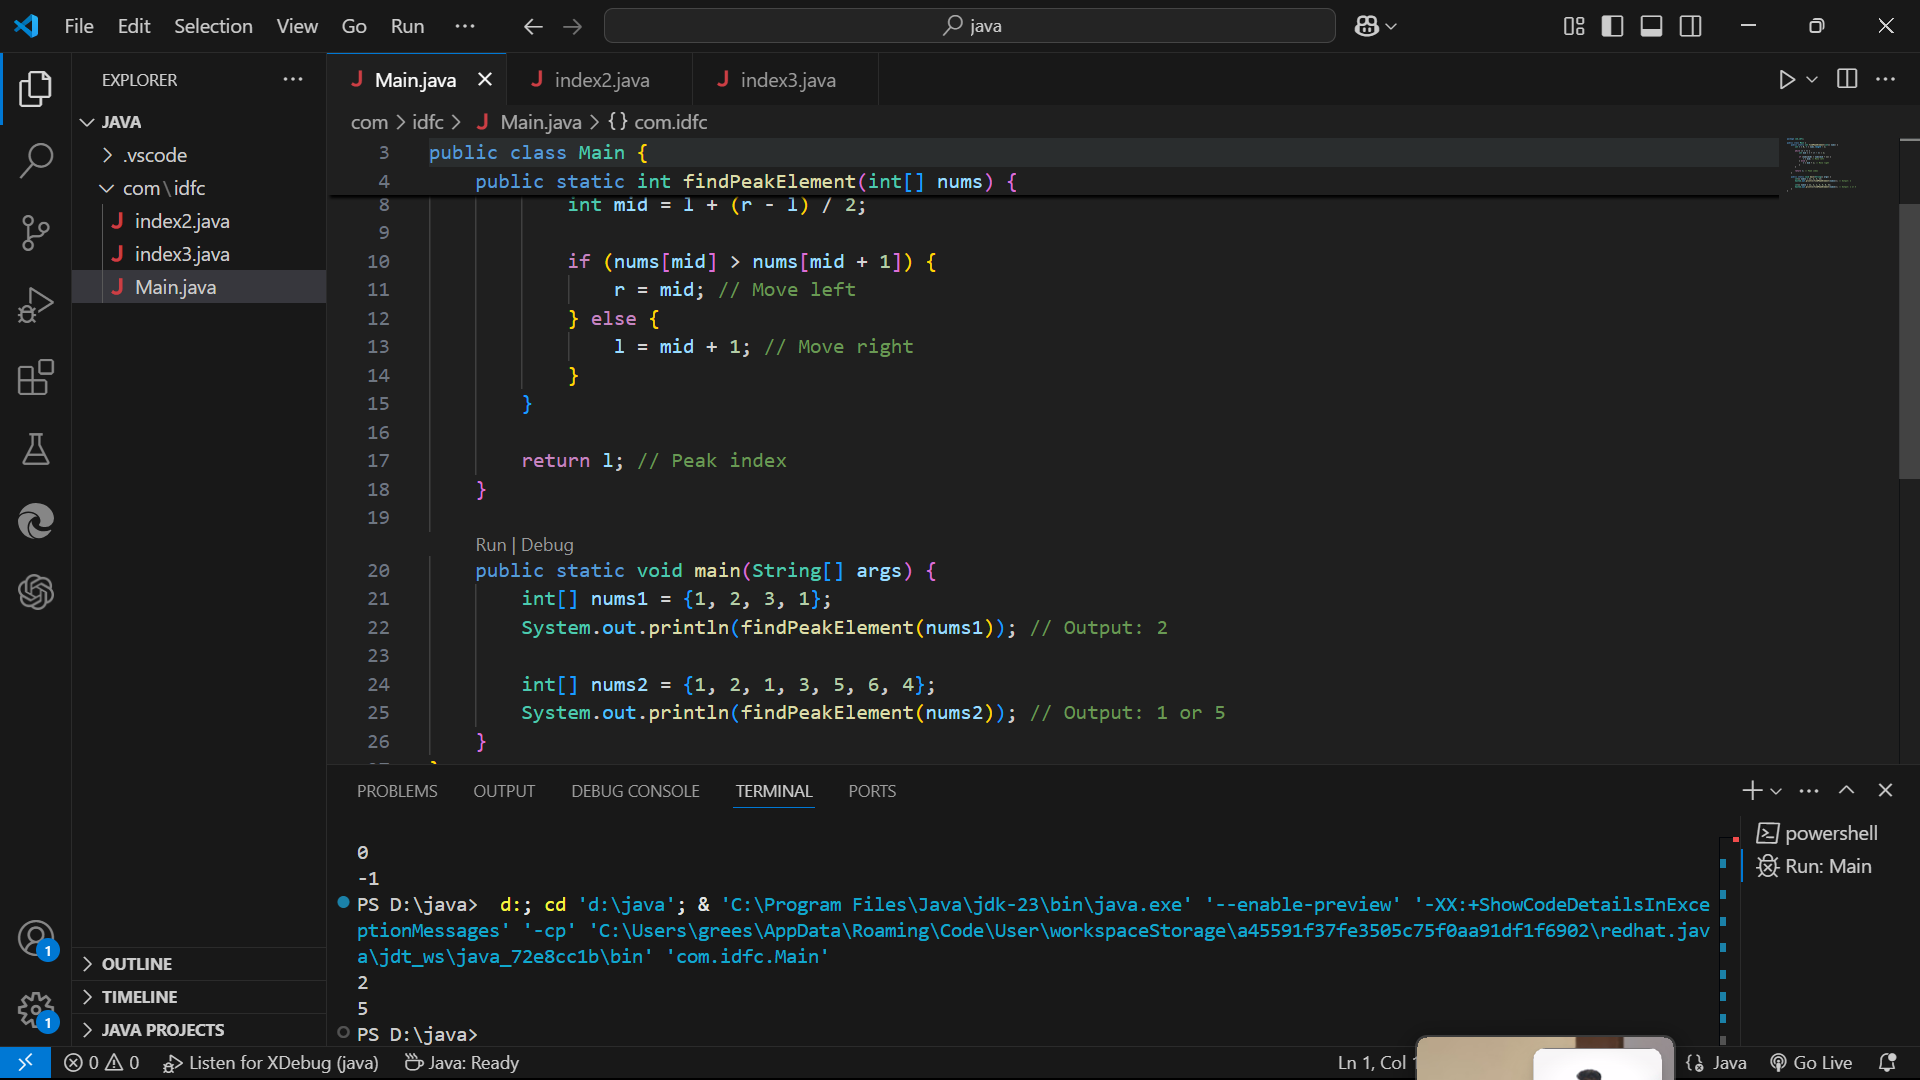 File Edit Selection View Go Run ··· java
EXPLORER ···
JAVA
.vscode
com\idfc
J index2.java
J index3.java
J Main.java
OUTLINE
TIMELINE
JAVA PROJECTS
J Main.java J index2.java J index3.java
com > idfc > J Main.java > {} com.idfc
3 public class Main {
4 public static int findPeakElement(int[] nums) {
8 int mid = l + (r - l) / 2;
9
10 if (nums[mid] > nums[mid + 1]) {
11 r = mid; // Move left
12 } else {
13 l = mid + 1; // Move right
14 }
15 }
16
17 return l; // Peak index
18 }
19
Run | Debug
20 public static void main(String[] args) {
21 int[] nums1 = {1, 2, 3, 1};
22 System.out.println(findPeakElement(nums1)); // Output: 2
23
24 int[] nums2 = {1, 2, 1, 3, 5, 6, 4};
25 System.out.println(findPeakElement(nums2)); // Output: 1 or 5
26 }
PROBLEMS OUTPUT DEBUG CONSOLE TERMINAL PORTS
0
-1
PS D:\java> d:; cd 'd:\java'; & 'C:\Program Files\Java\jdk-23\bin\java.exe' '--enable-preview' '-XX:+ShowCodeDetailsInExce
ptionMessages' '-cp' 'C:\Users\grees\AppData\Roaming\Code\User\workspaceStorage\a45591f37fe3505c75f0aa91df1f6902\redhat.jav
a\jdt_ws\java_72e8cc1b\bin' 'com.idfc.Main'
2
5
PS D:\java>
powershell
Run: Main
1
1
0 0 Listen for XDebug (java) Java: Ready Ln 1, Col {} Java Go Live